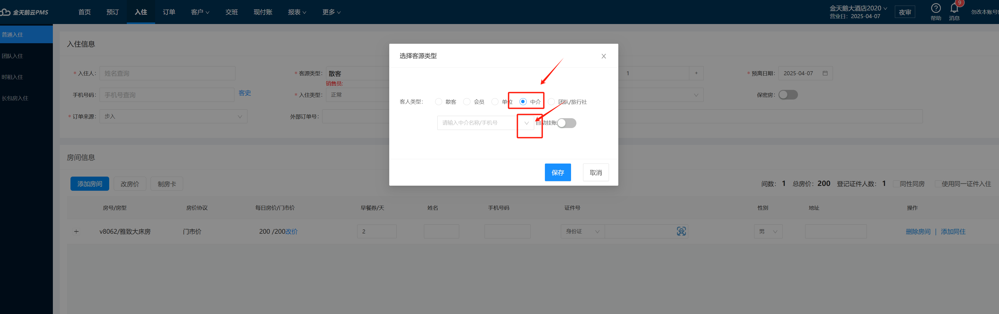 金天鹅云PMS 首页 预订 入住 订单 客户 交班 现付账 报表 更多 金天鹅大酒店2020 夜审 9
营业日：2025-04-07 帮助 消息 勿改本账号
普通入住
团队入住
时租入住
长包房入住
入住信息
* 入住人： 姓名查询 * 客源类型： 散客 1 + * 预离日期： 2025-04-07
销售员:
手机号码： 手机号查询 客史 * 入住类型： 正常 保密房：
* 订单来源： 步入 外部订单号：
选择客源类型
客人类型： 散客 会员 单位 中介 团队/旅行社
请输入中介名称/手机号 自动挂账
保存 取消
房间信息
添加房间 改房价 制房卡 间数： 1 总房价：200 登记证件人数： 1 同性同房 使用同一证件入住
房号/房型 房价协议 每日房价/门市价 早餐券/天 姓名 手机号码 证件号 性别 地址 操作
+ v8062/雅致大床房 门市价 200 /200改价 2 身份证 男 删除房间 | 添加同住